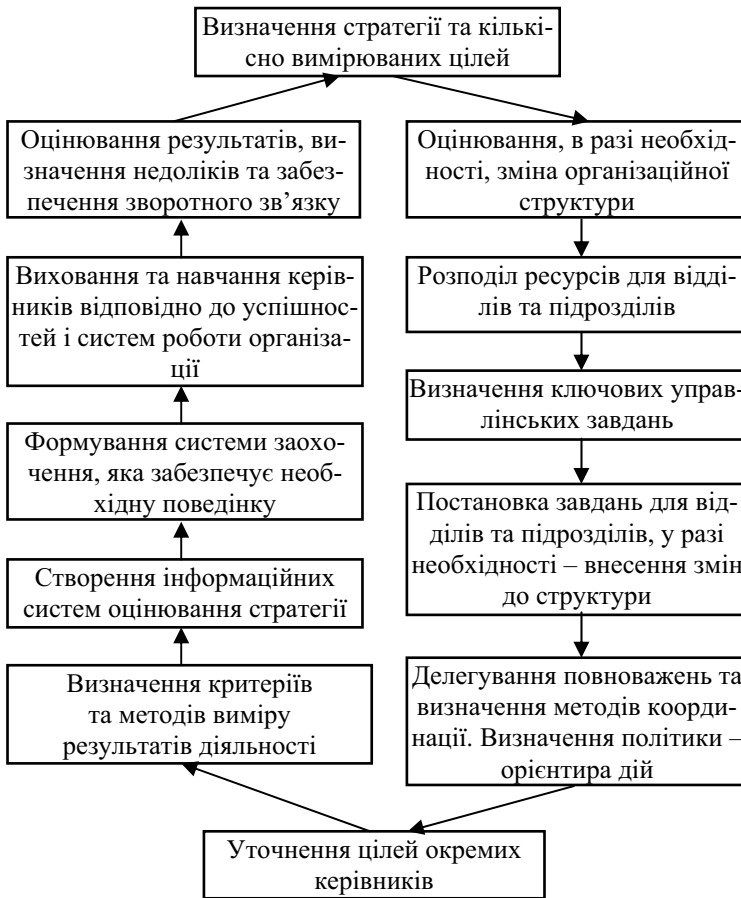 Визначення стратегії та кількі-
сно вимірюваних цілей
Оцінювання результатів, ви-
значення недоліків та забез-
печення зворотного зв’язку
Оцінювання, в разі необхід-
ності, зміна організаційної
структури
Виховання та навчання керів-
ників відповідно до успішнос-
тей і систем роботи організа-
ції
Розподіл ресурсів для відді-
лів та підрозділів
Визначення ключових управ-
лінських завдань
Формування системи заохо-
чення, яка забезпечує необ-
хідну поведінку
Постановка завдань для від-
ділів та підрозділів, у разі
необхідності – внесення змін
до структури
Створення інформаційних
систем оцінювання стратегії
Визначення критеріїв
та методів виміру
результатів діяльності
Делегування повноважень та
визначення методів коорди-
нації. Визначення політики –
орієнтира дій
Уточнення цілей окремих
керівників